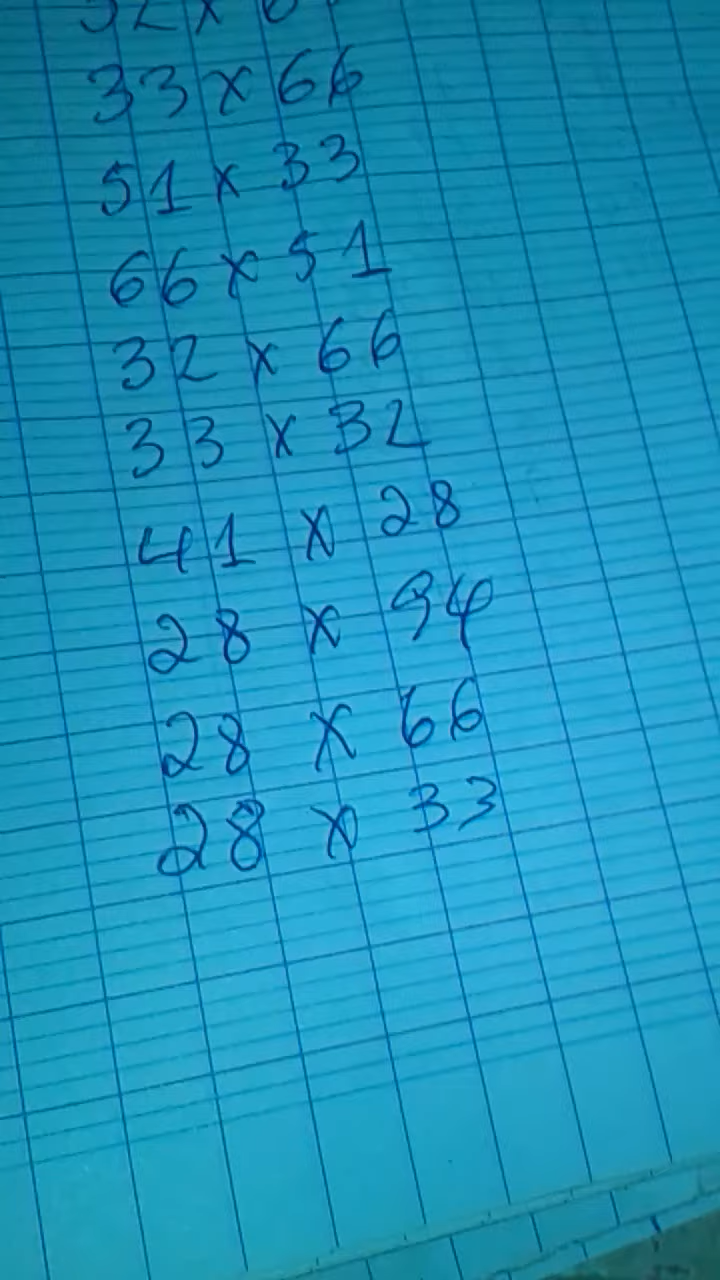 33 x 66
51 x 33
66 x 51
32 x 66
33 x 32
41 x 28
28 x 94
28 x 66
28 x 33